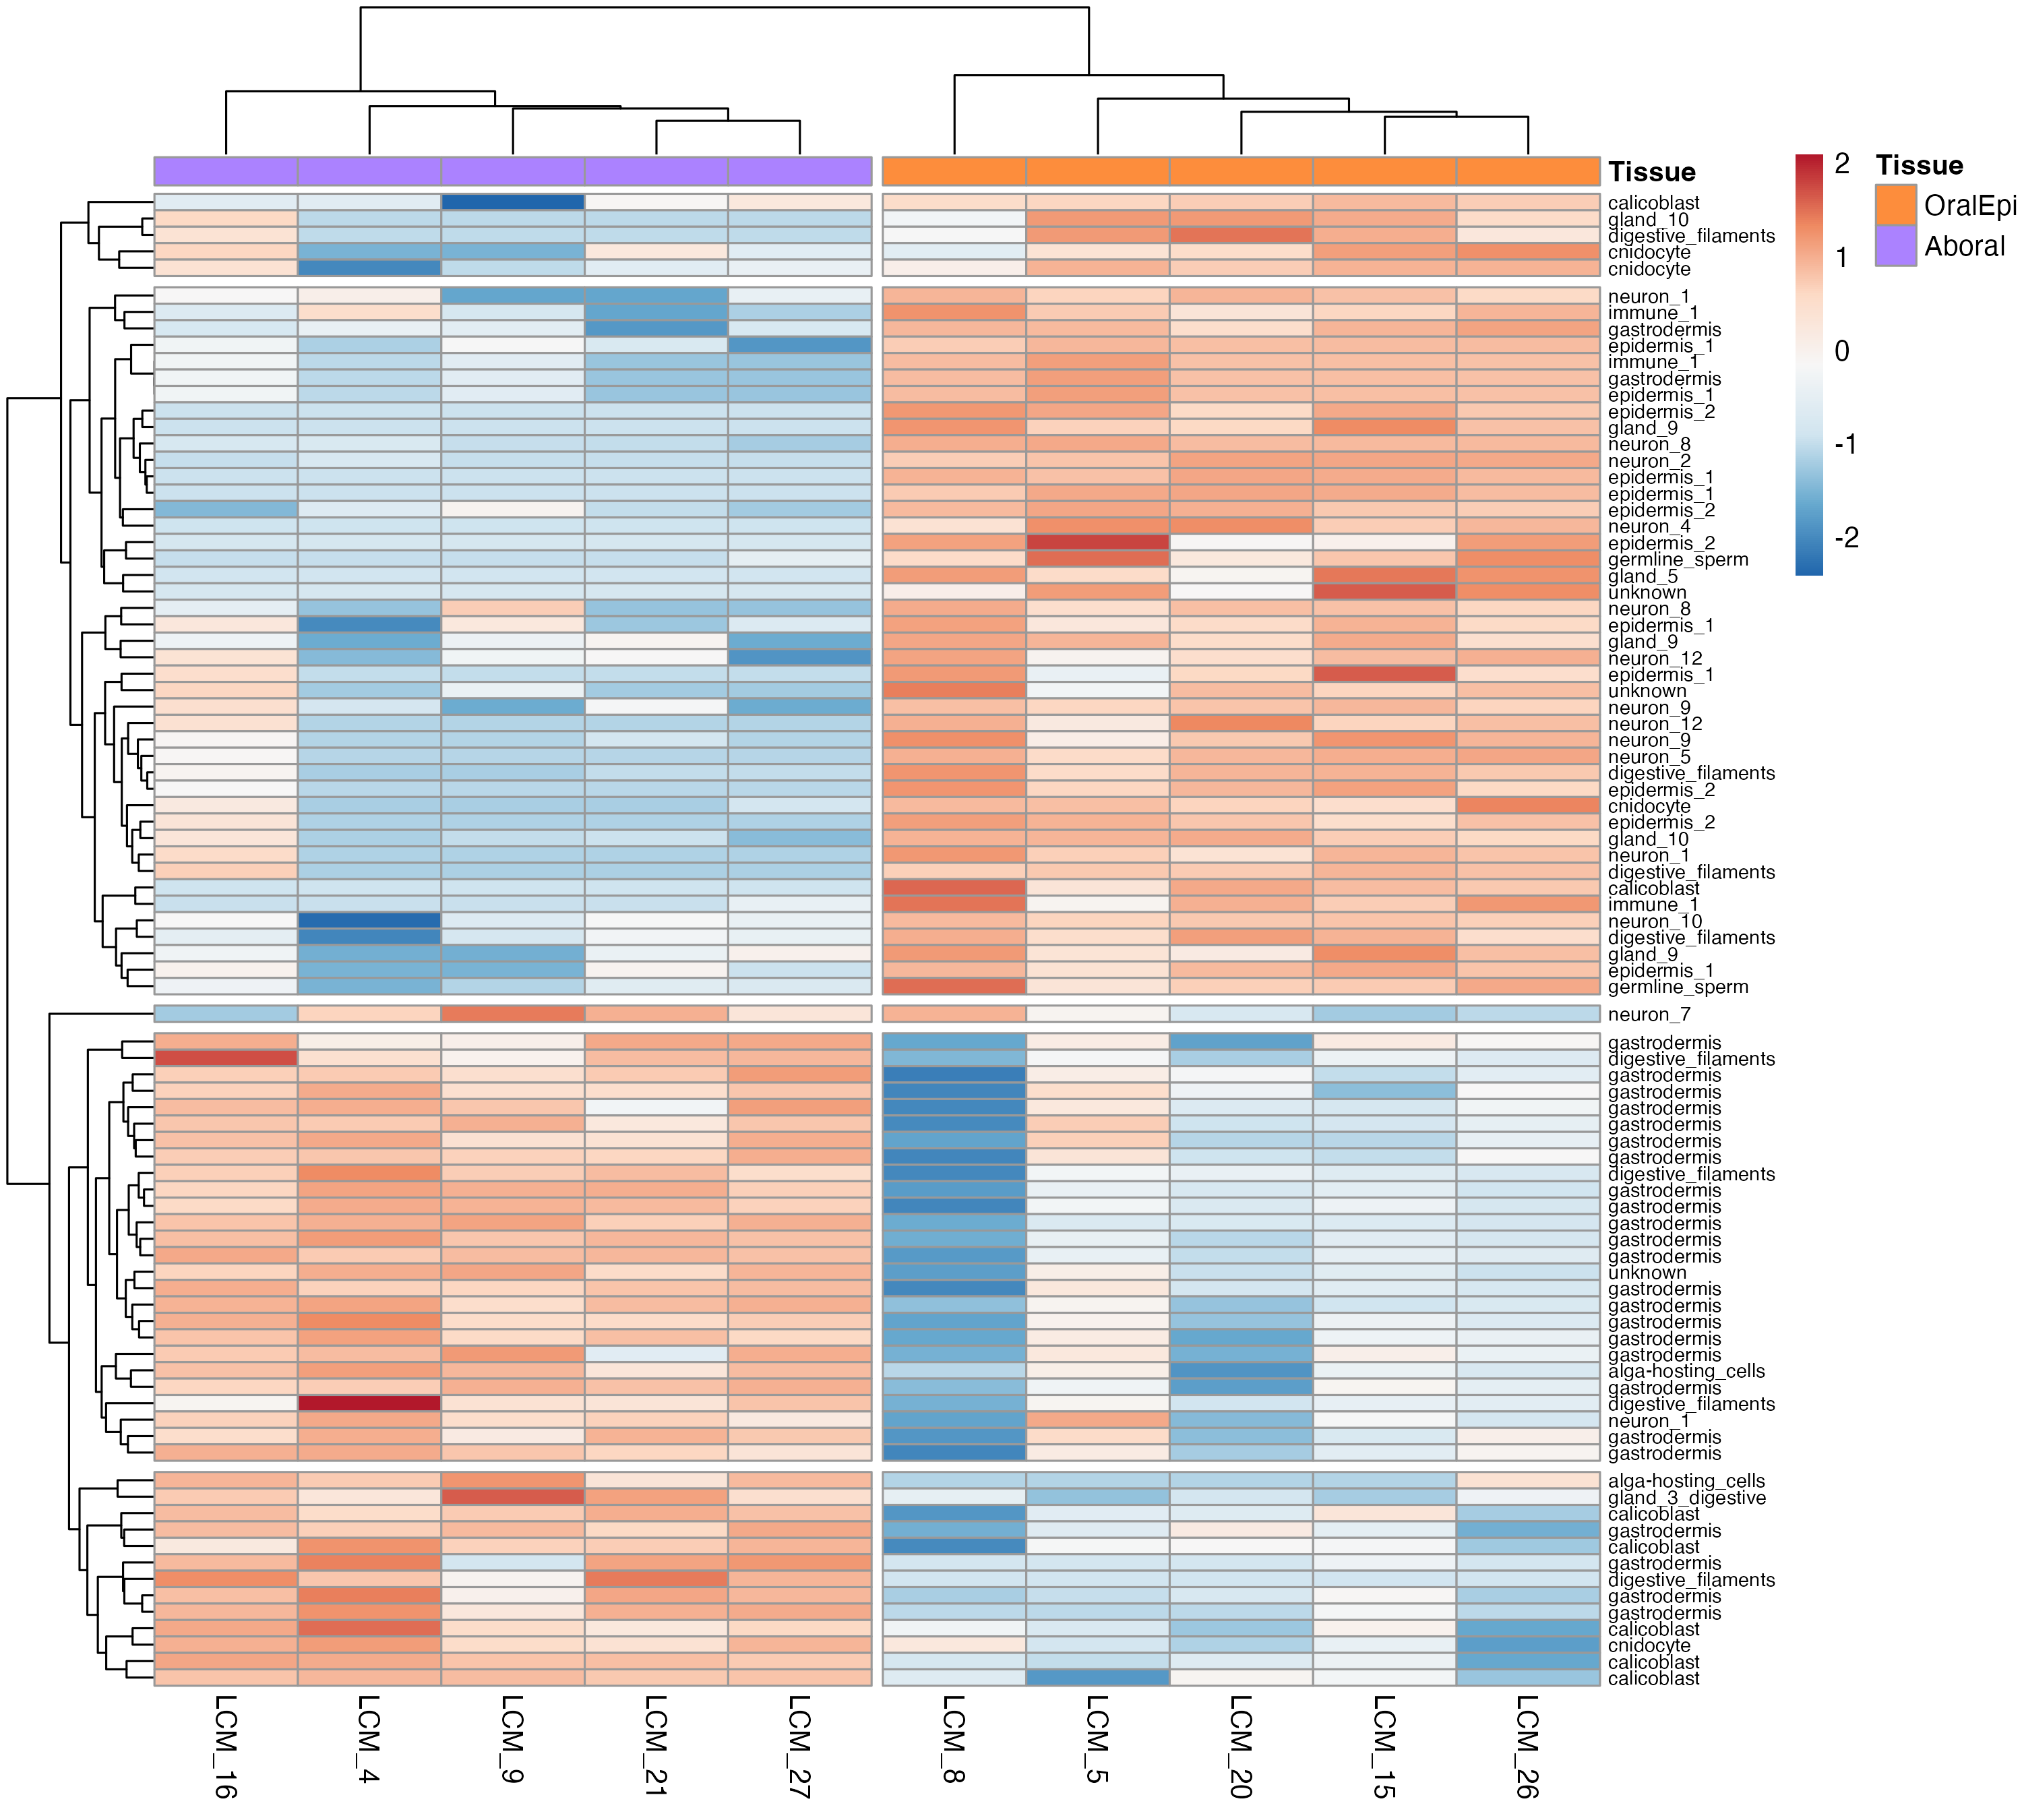 Tissue
calicoblast
gland_10
digestive_filaments
cnidocyte
cnidocyte
neuron_1
immune_1
gastrodermis
epidermis_1
immune_1
gastrodermis
epidermis_1
epidermis_2
gland_9
neuron_8
neuron_2
epidermis_1
epidermis_1
epidermis_2
neuron_4
epidermis_2
germline_sperm
gland_5
unknown
neuron_8
epidermis_1
gland_9
neuron_12
epidermis_1
unknown
neuron_9
neuron_12
neuron_9
neuron_5
digestive_filaments
epidermis_2
cnidocyte
epidermis_2
gland_10
neuron_1
digestive_filaments
calicoblast
immune_1
neuron_10
digestive_filaments
gland_9
epidermis_1
germline_sperm
neuron_7
gastrodermis
digestive_filaments
gastrodermis
gastrodermis
gastrodermis
gastrodermis
gastrodermis
gastrodermis
digestive_filaments
gastrodermis
gastrodermis
gastrodermis
gastrodermis
gastrodermis
unknown
gastrodermis
gastrodermis
gastrodermis
gastrodermis
gastrodermis
alga-hosting_cells
gastrodermis
digestive_filaments
neuron_1
gastrodermis
gastrodermis
alga-hosting_cells
gland_3_digestive
calicoblast
gastrodermis
calicoblast
gastrodermis
digestive_filaments
gastrodermis
gastrodermis
calicoblast
cnidocyte
calicoblast
calicoblast
LCM_16
LCM_4
LCM_9
LCM_21
LCM_27
LCM_8
LCM_5
LCM_20
LCM_15
LCM_26
2
1
0
-1
-2
Tissue
OralEpi
Aboral